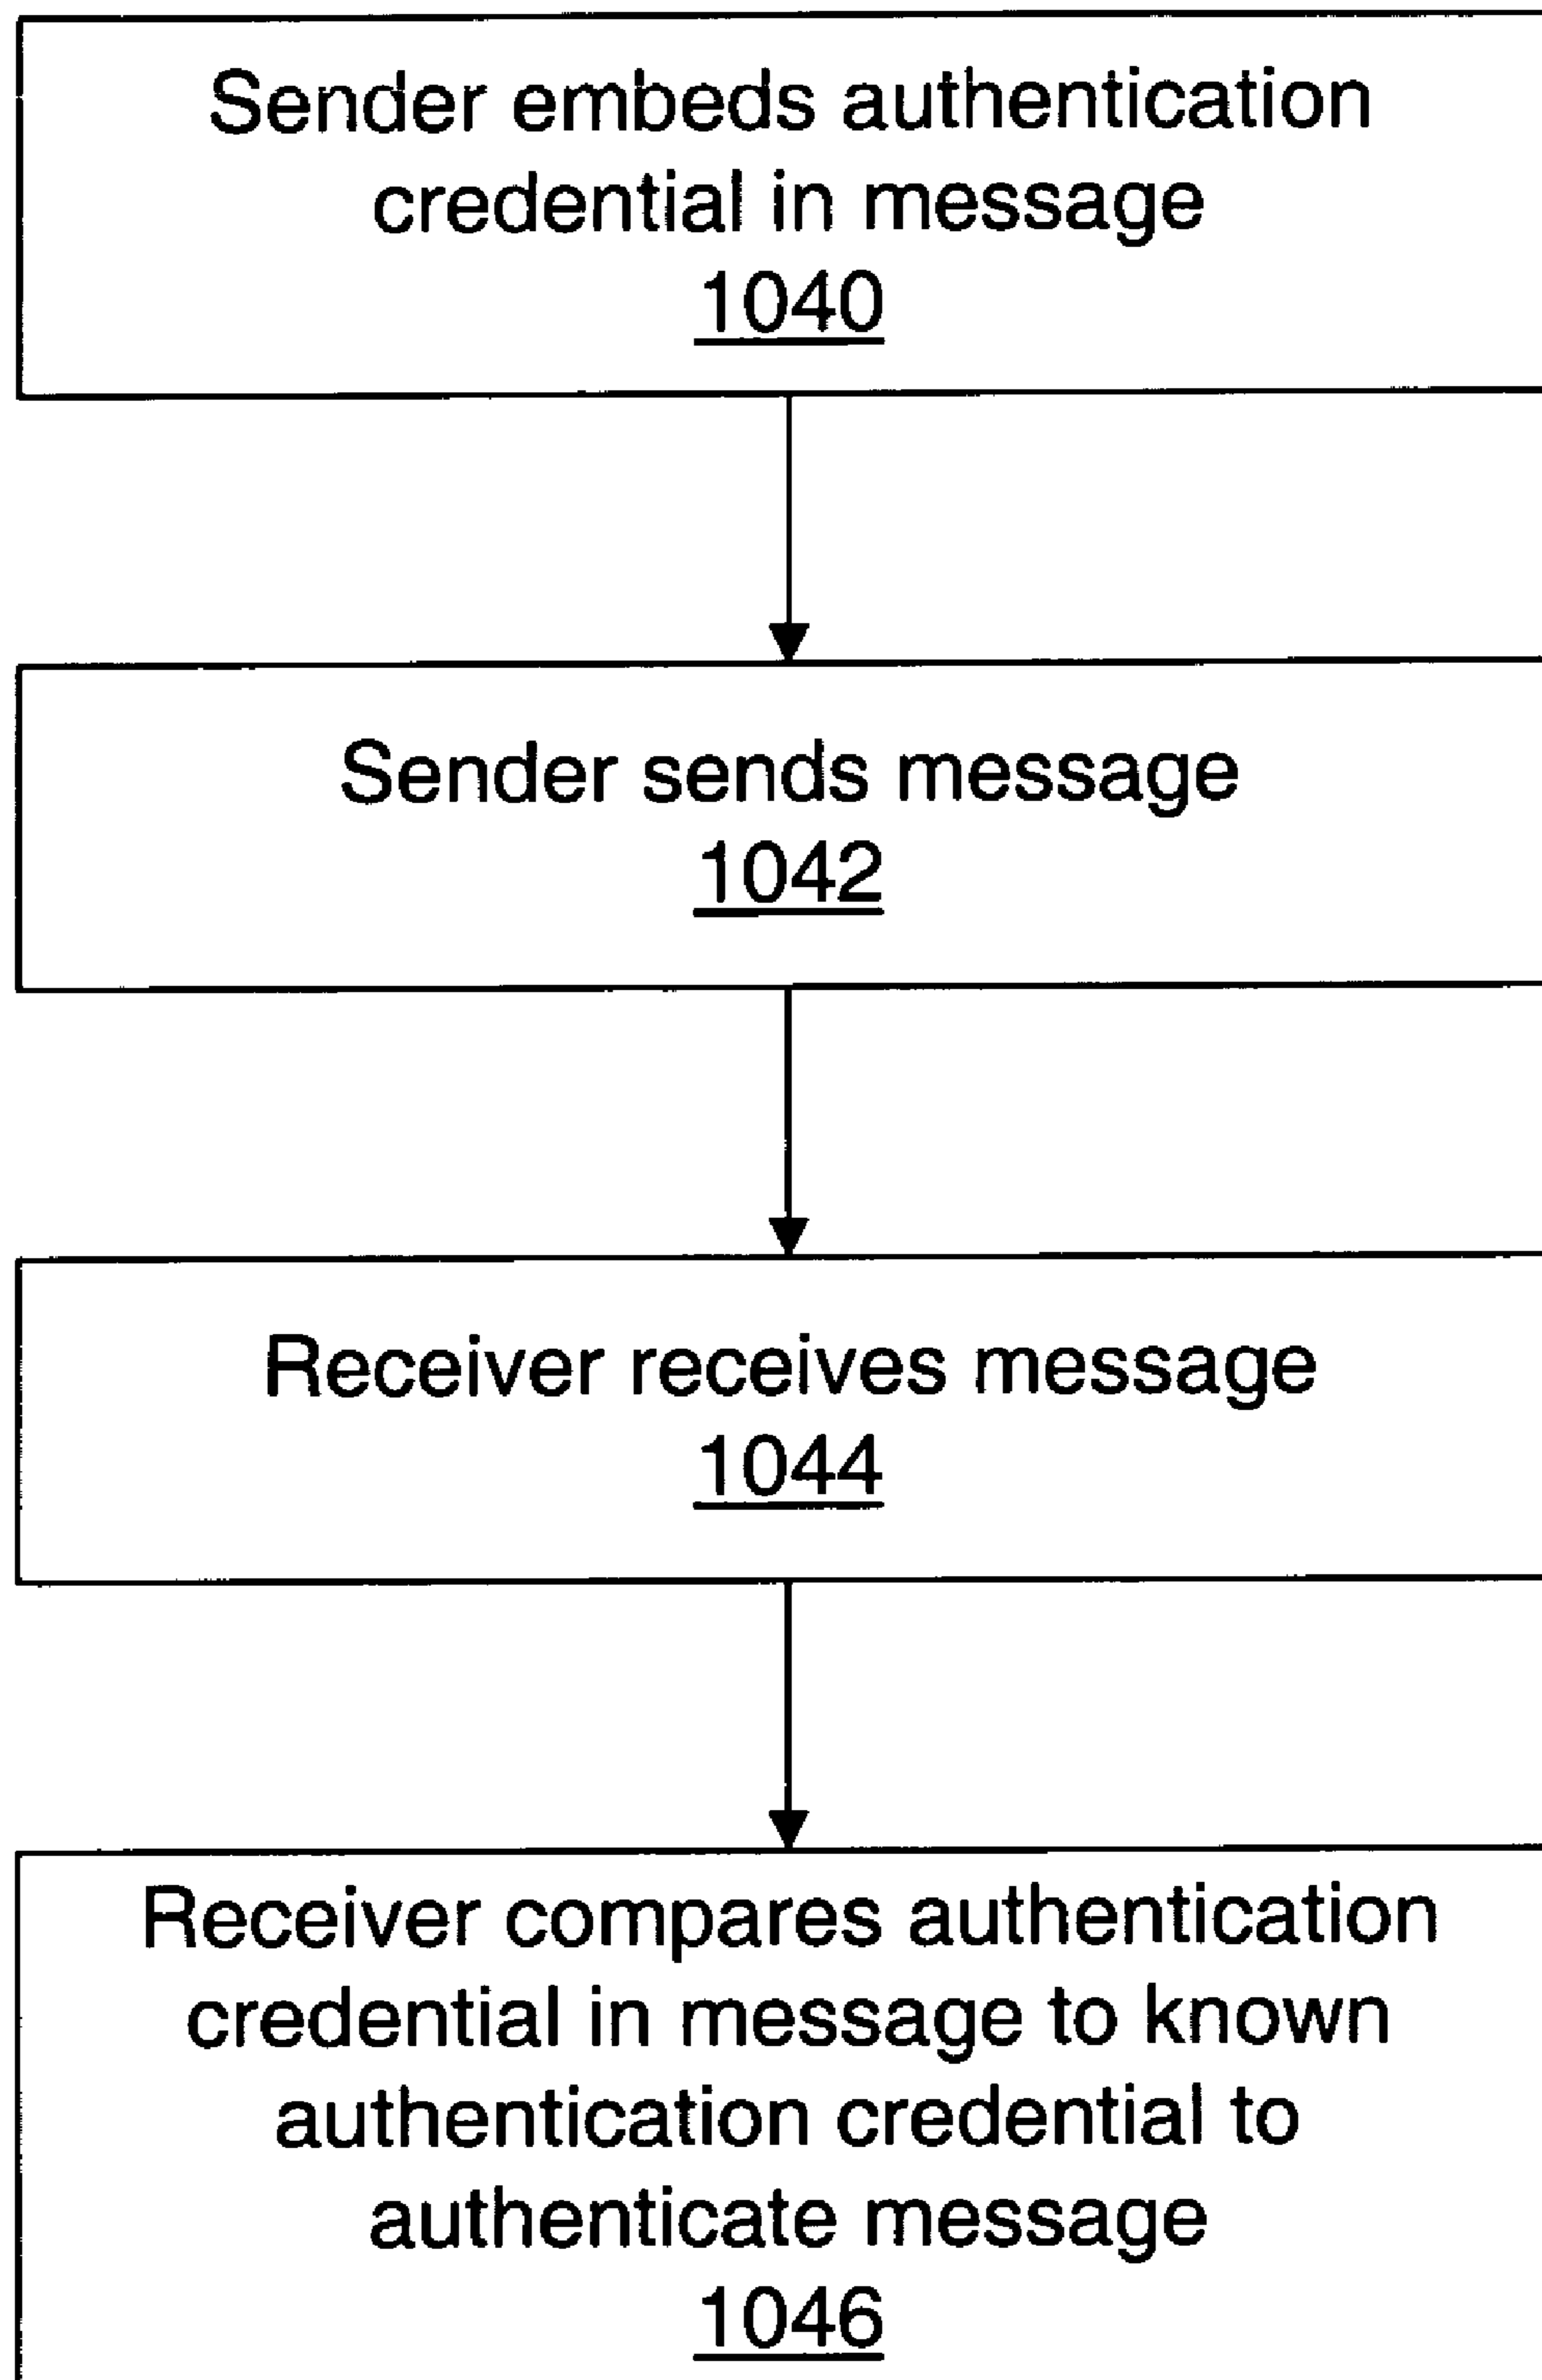 Sender embeds authentication
credential in message
1040
Sender sends message
1042
Receiver receives message
1044
Receiver compares authentication
credential in message to known
authentication credential to
authenticate message
1046